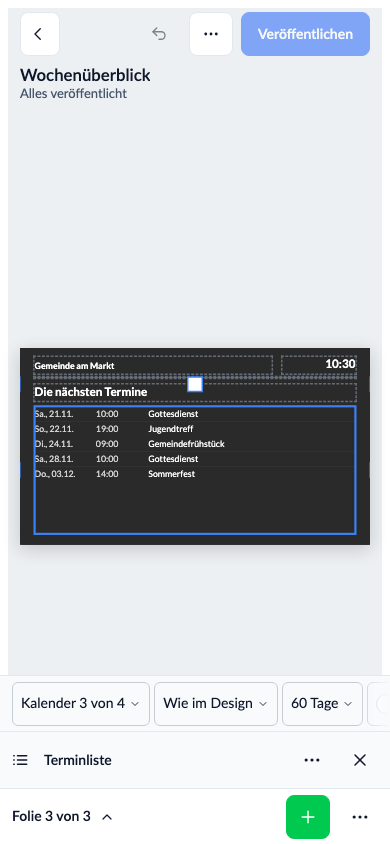 Veröffentlichen
Wochenüberblick
Alles veröffentlicht
Gemeinde am Markt 10:30
Die nächsten Termine
Sa., 21.11. 10:00 Gottesdienst
So., 22.11. 19:00 Jugendtreff
Di., 24.11. 09:00 Gemeindefrühstück
Sa., 28.11. 10:00 Gottesdienst
Do., 03.12. 14:00 Sommerfest
Kalender 3 von 4 Wie im Design 60 Tage
Terminliste
Folie 3 von 3